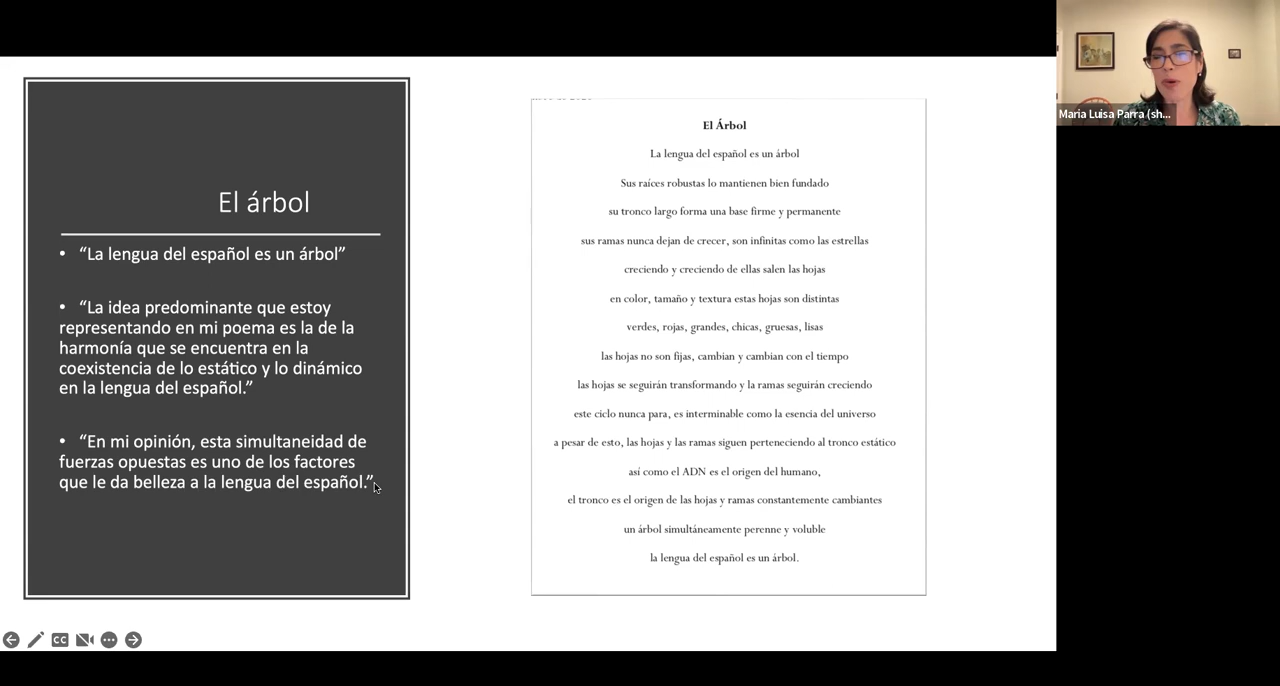 El árbol
• “La lengua del español es un árbol”
• “La idea predominante que estoy
representando en mi poema es la de la
harmonía que se encuentra en la
coexistencia de lo estático y lo dinámico
en la lengua del español.”
• “En mi opinión, esta simultaneidad de
fuerzas opuestas es uno de los factores
que le da belleza a la lengua del español.”
El Árbol
La lengua del español es un árbol
Sus raíces robustas lo mantienen bien fundado
su tronco largo forma una base firme y permanente
sus ramas nunca dejan de crecer, son infinitas como las estrellas
creciendo y creciendo de ellas salen las hojas
en color, tamaño y textura estas hojas son distintas
verdes, rojas, grandes, chicas, gruesas, lisas
las hojas no son fijas, cambian y cambian con el tiempo
las hojas se seguirán transformando y la ramas seguirán creciendo
este ciclo nunca para, es interminable como la esencia del universo
a pesar de esto, las hojas y las ramas siguen perteneciendo al tronco estático
así como el ADN es el origen del humano,
el tronco es el origen de las hojas y ramas constantemente cambiantes
un árbol simultáneamente perenne y voluble
la lengua del español es un árbol.
Maria Luisa Parra (sh...
CC